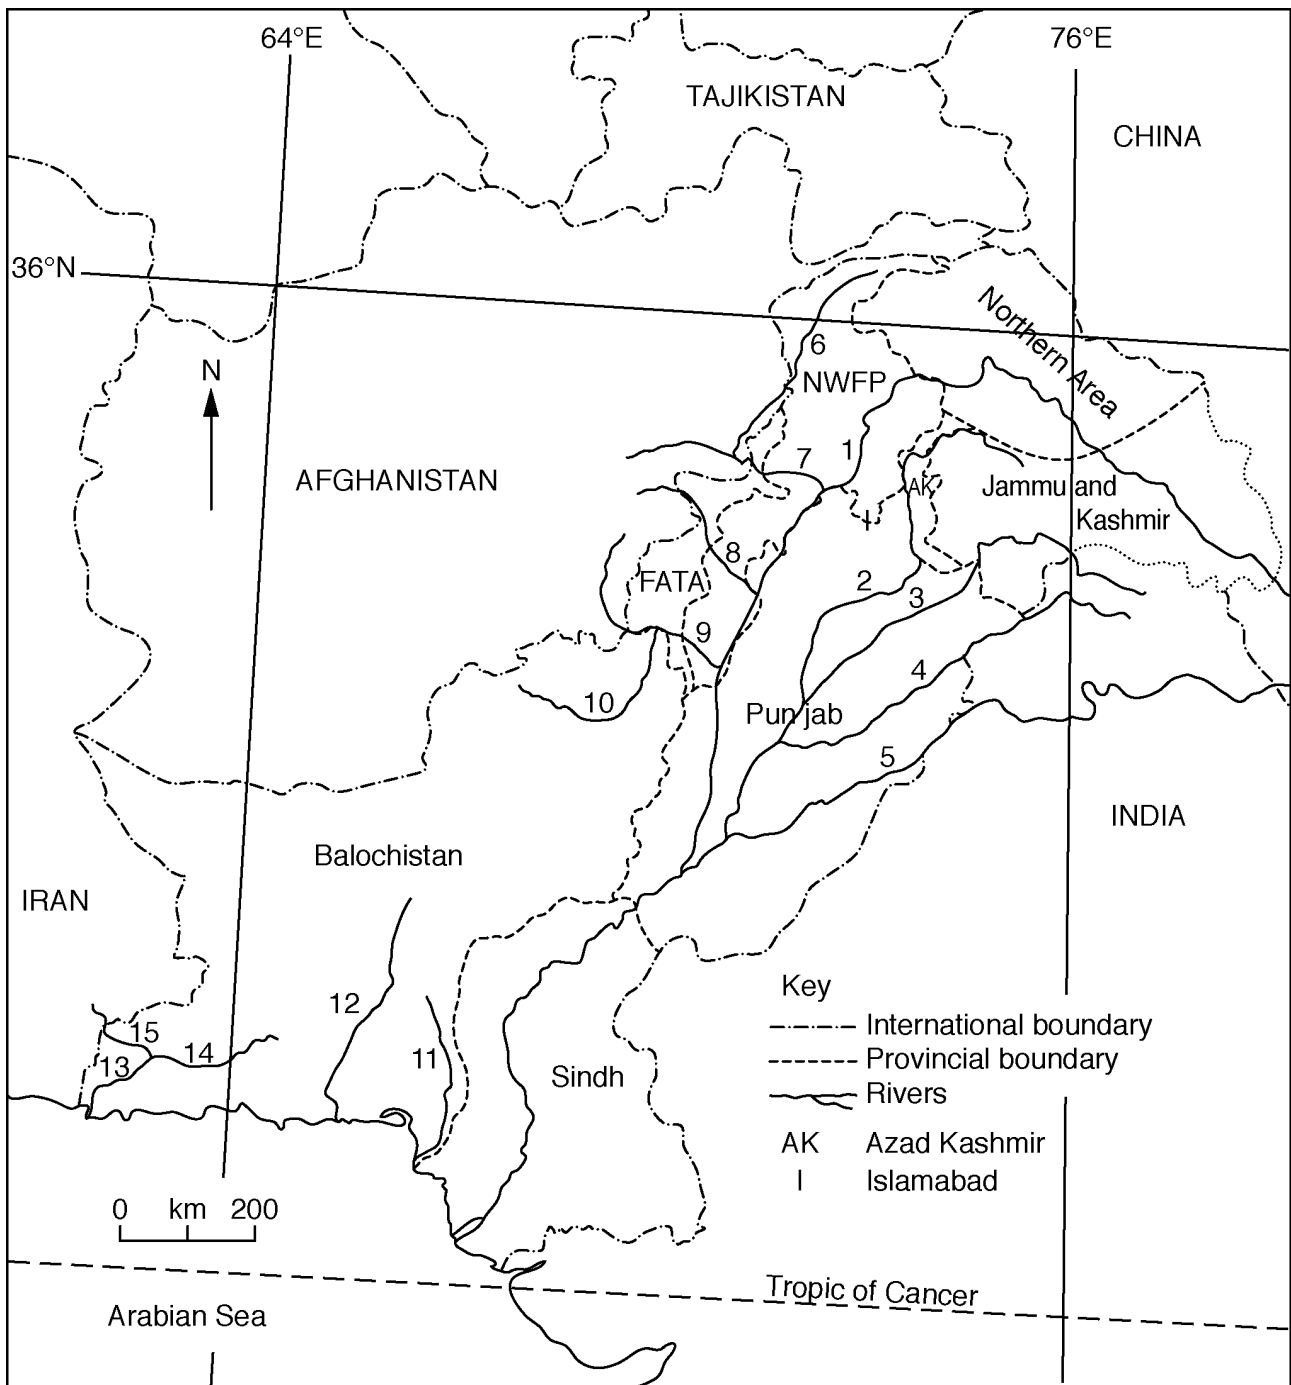 64°E
76°E
TAJIKISTAN
CHINA
36°N
Northern Area
6
N
NWFP
1
7
AFGHANISTAN
AK
Jammu and
Kashmir
I
8
FATA
2
3
9
4
10
Punjab
5
INDIA
Balochistan
IRAN
Key
12
International boundary
15
14
13
11
Provincial boundary
Sindh
Rivers
AK Azad Kashmir
I Islamabad
0 km 200
Tropic of Cancer
Arabian Sea